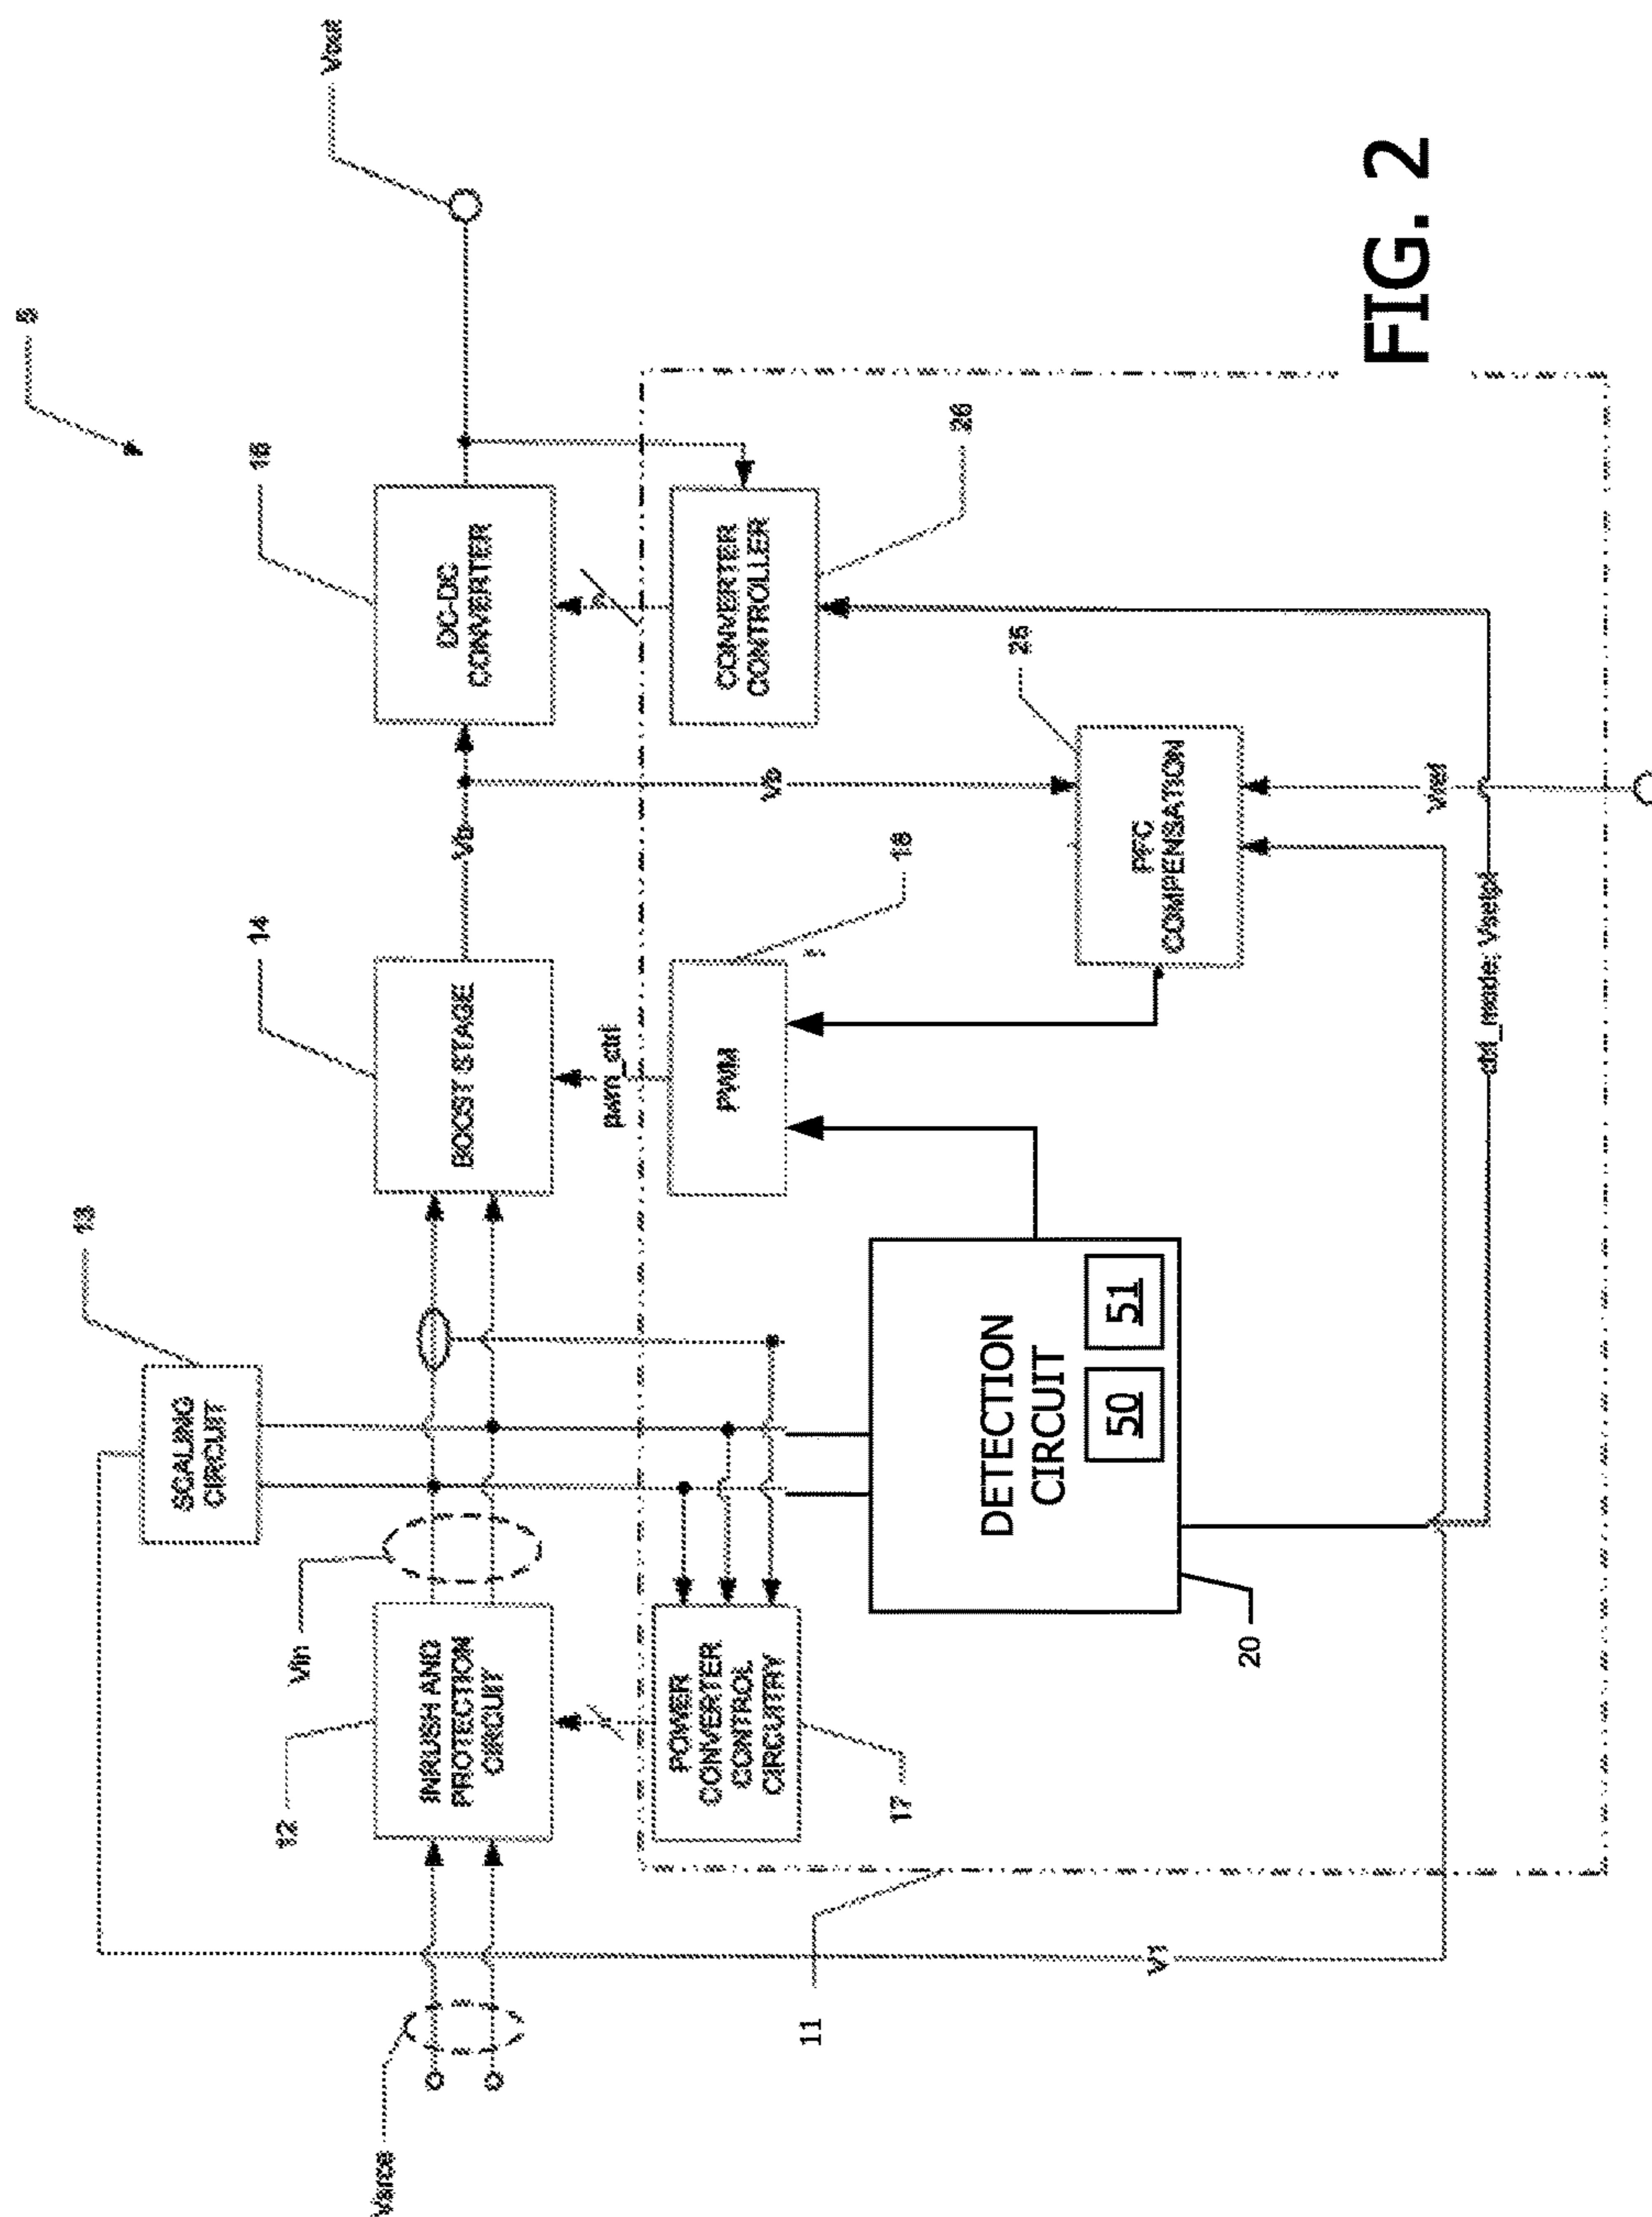 5
13
SCALING
CIRCUIT
Vout
14
16
12
Vin
Vsrce
INRUSH AND
PROTECTION
CIRCUIT
BOOST STAGE
Vb
DC-DC
CONVERTER
pwm_ctrl
POWER
CONVERTER
CONTROL
CIRCUITRY
PWM
CONVERTER
CONTROLLER
Vb
17
18
26
11
DETECTION
CIRCUIT
50
51
25
PFC
COMPENSATION
V1
20
Vref
ctrl_mode; Vsetpt
FIG. 2